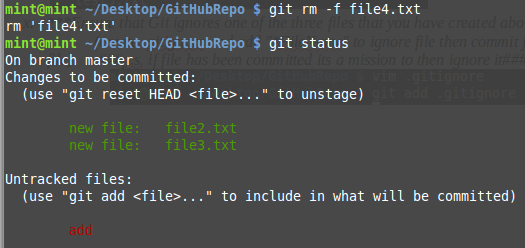 mint@mint ~/Desktop/GitHubRepo $ git rm -f file4.txt
rm 'file4.txt'
mint@mint ~/Desktop/GitHubRepo $ git status
On branch master
Changes to be committed:
  (use "git reset HEAD <file>..." to unstage)

        new file:   file2.txt
        new file:   file3.txt

Untracked files:
  (use "git add <file>..." to include in what will be committed)

        add